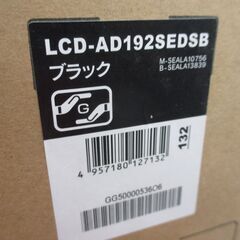 LCD-AD192SEDSB
ブラック
M-SEALA10756
B-SEALA13839
G
132
4 957180 127132
GG50000536O6